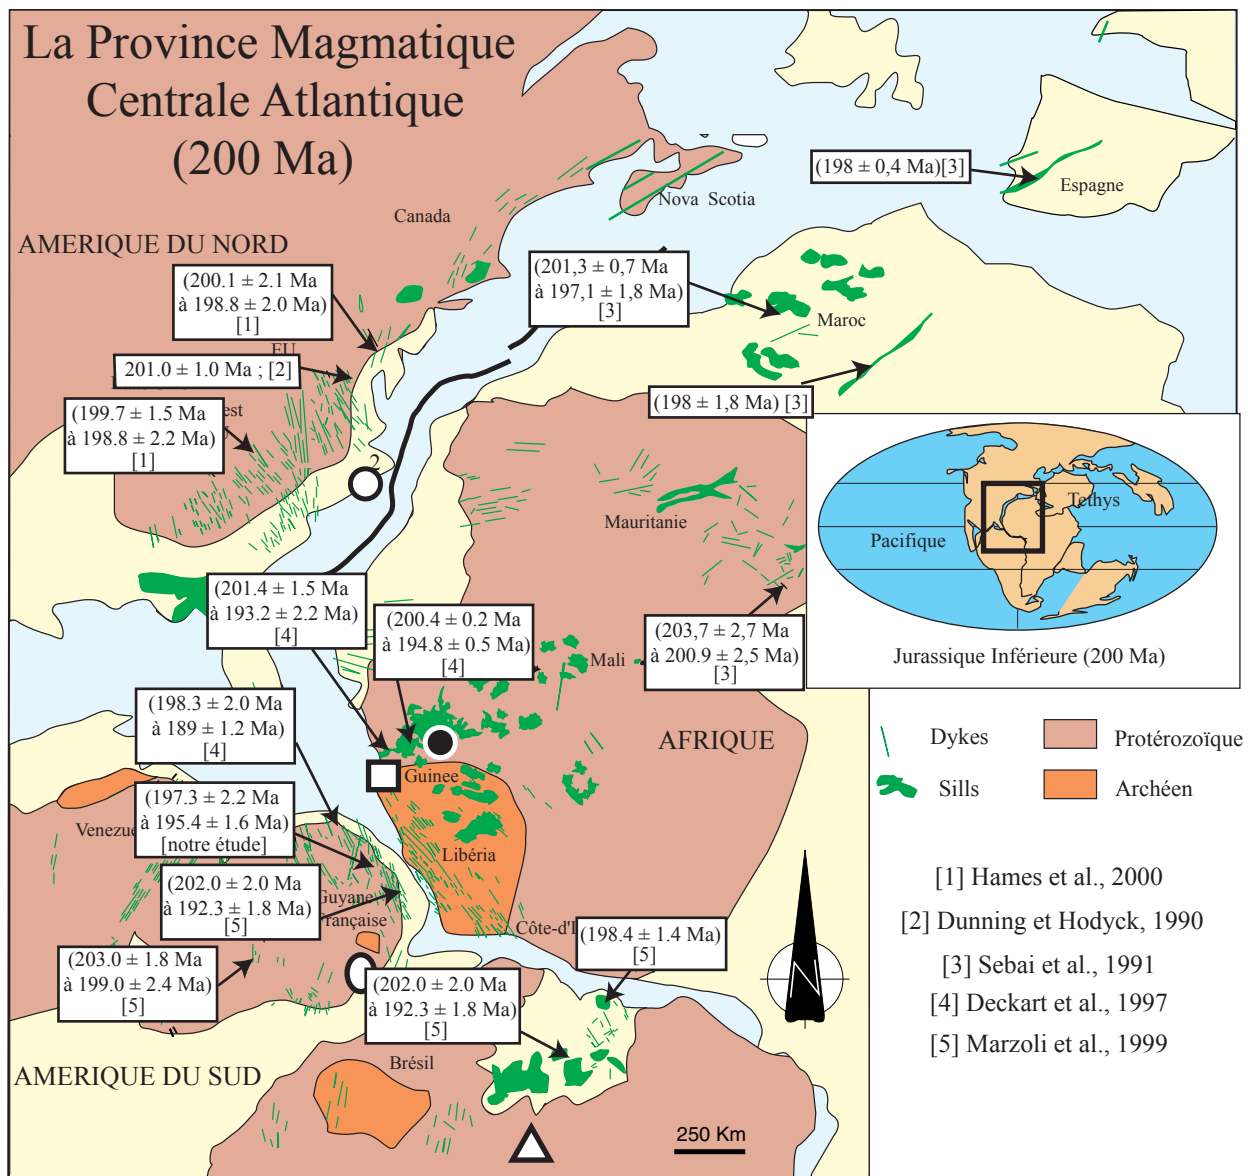 La Province Magmatique
Centrale Atlantique
(200 Ma)
(198 ± 0,4 Ma)[3]
Espagne
Nova Scotia
Canada
AMÉRIQUE DU NORD
(200.1 ± 2.1 Ma
à 198.8 ± 2.0 Ma)
[1]
(201,3 ± 0,7 Ma
à 197,1 ± 1,8 Ma)
[3]
Maroc
EU
201.0 ± 1.0 Ma ; [2]
(198 ± 1,8 Ma) [3]
(199.7 ± 1.5 Ma
à 198.8 ± 2.2 Ma)
[1]
est
2
Mauritanie
Tethys
Pacifique
Jurassique Inférieure (200 Ma)
(201.4 ± 1.5 Ma
à 193.2 ± 2.2 Ma)
[4]
(200.4 ± 0.2 Ma
à 194.8 ± 0.5 Ma)
[4]
Mali
(203,7 ± 2,7 Ma
à 200.9 ± 2,5 Ma)
[3]
(198.3 ± 2.0 Ma
à 189 ± 1.2 Ma)
[4]
AFRIQUE
Guinee
Dykes
Protérozoïque
Sills
Archéen
(197.3 ± 2.2 Ma
à 195.4 ± 1.6 Ma)
[notre étude]
Venezu
Libéria
(202.0 ± 2.0 Ma
à 192.3 ± 1.8 Ma)
[5]
Guyane
française
Côte-d'I
(198.4 ± 1.4 Ma)
[5]
(203.0 ± 1.8 Ma
à 199.0 ± 2.4 Ma)
[5]
(202.0 ± 2.0 Ma
à 192.3 ± 1.8 Ma)
[5]
N
[1] Hames et al., 2000
[2] Dunning et Hodyck, 1990
[3] Sebai et al., 1991
[4] Deckart et al., 1997
[5] Marzoli et al., 1999
Brésil
AMERIQUE DU SUD
250 Km